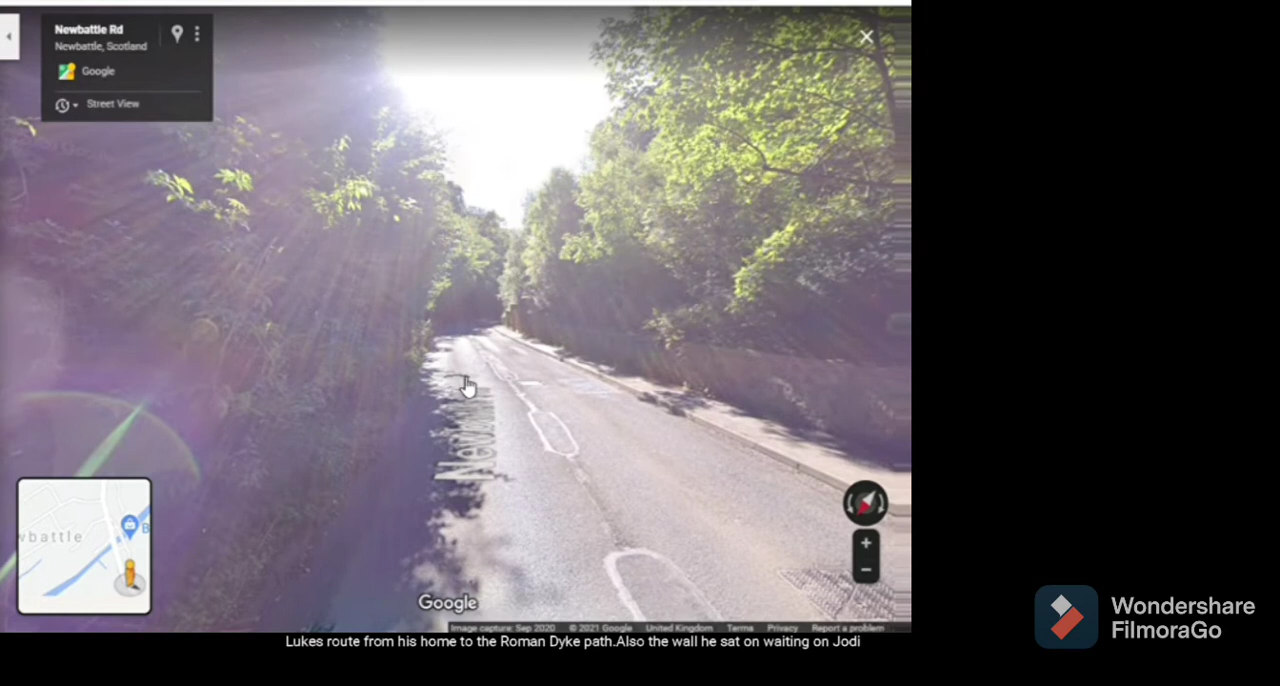 Newbattle Rd
Newbattle, Scotland
Google
Street View
wbattle
B
Google
Image capture: Sep 2020 © 2021 Google United Kingdom Terms Privacy Report a problem
Lukes route from his home to the Roman Dyke path.Also the wall he sat on waiting on Jodi
Wondershare
FilmoraGo